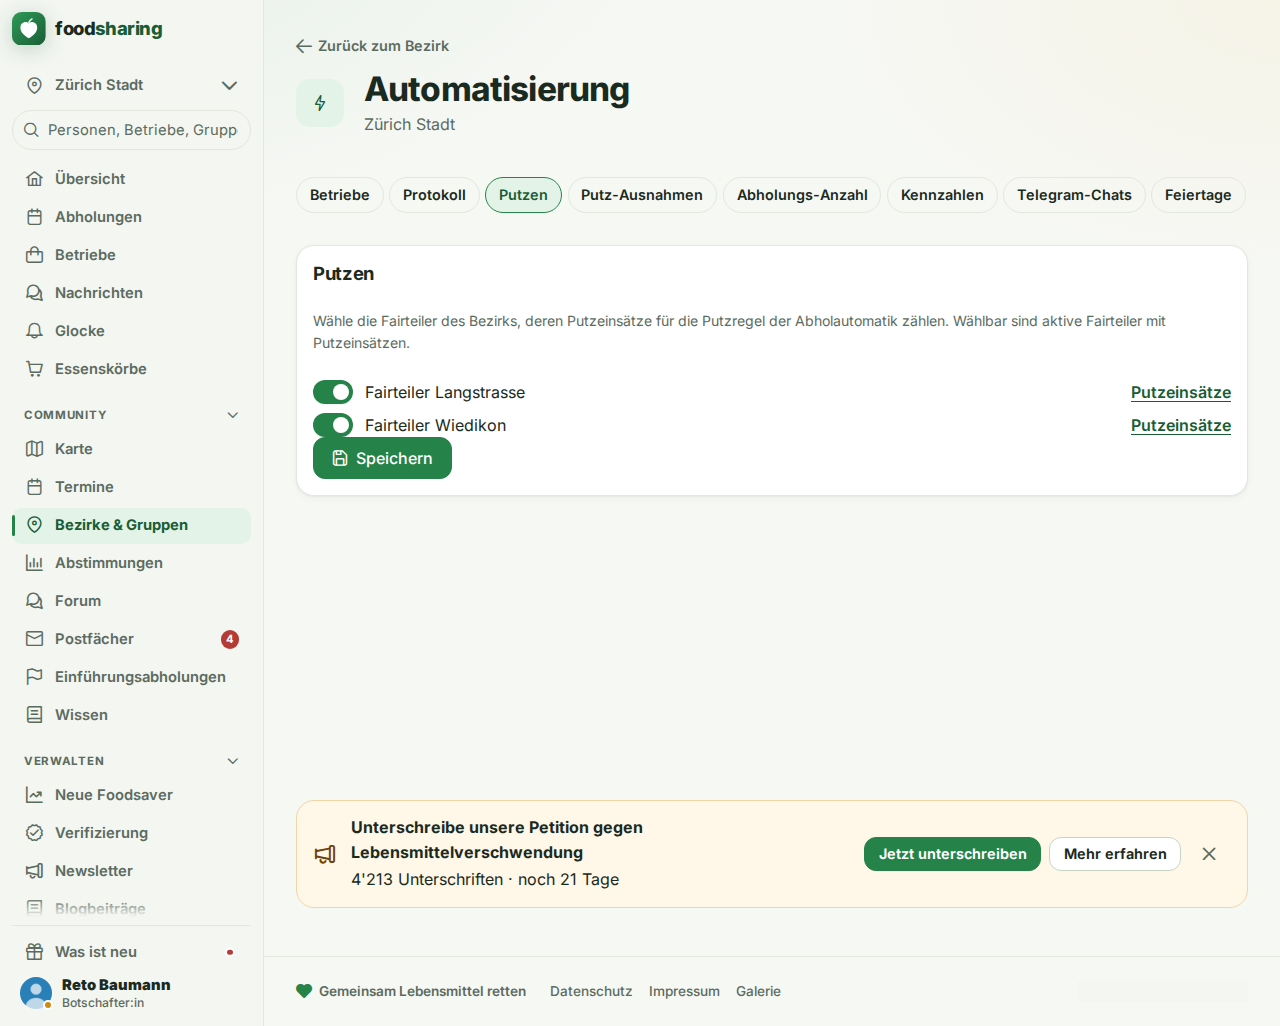 foodsharing
Zürich Stadt
Personen, Betriebe, Grupp
Übersicht
Abholungen
Betriebe
Nachrichten
Glocke
Essenskörbe
COMMUNITY
Karte
Termine
Bezirke & Gruppen
Abstimmungen
Forum
Postfächer 4
Einführungsabholungen
Wissen
VERWALTEN
Neue Foodsaver
Verifizierung
Newsletter
Blogbeiträge
Was ist neu
Reto Baumann
Botschafter:in
Zurück zum Bezirk
Automatisierung
Zürich Stadt
Betriebe Protokoll Putzen Putz-Ausnahmen Abholungs-Anzahl Kennzahlen Telegram-Chats Feiertage
Putzen
Wähle die Fairteiler des Bezirks, deren Putzeinsätze für die Putzregel der Abholautomatik zählen. Wählbar sind aktive Fairteiler mit
Putzeinsätzen.
Fairteiler Langstrasse Putzeinsätze
Fairteiler Wiedikon Putzeinsätze
Speichern
Unterschreibe unsere Petition gegen
Lebensmittelverschwendung
4'213 Unterschriften · noch 21 Tage
Jetzt unterschreiben Mehr erfahren
Gemeinsam Lebensmittel retten Datenschutz Impressum Galerie